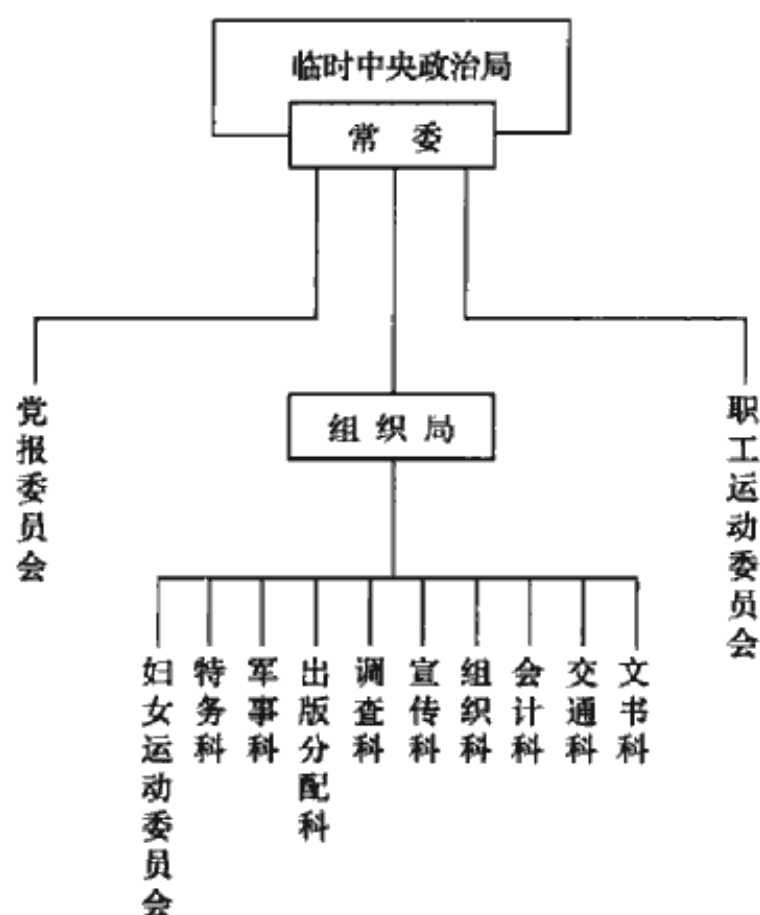 临时中央政治局
常委
组织局
党报委员会
职工运动委员会
妇女运动委员会
特务科
军事科
出版分配科
调查科
宣传科
组织科
会计科
交通科
文书科